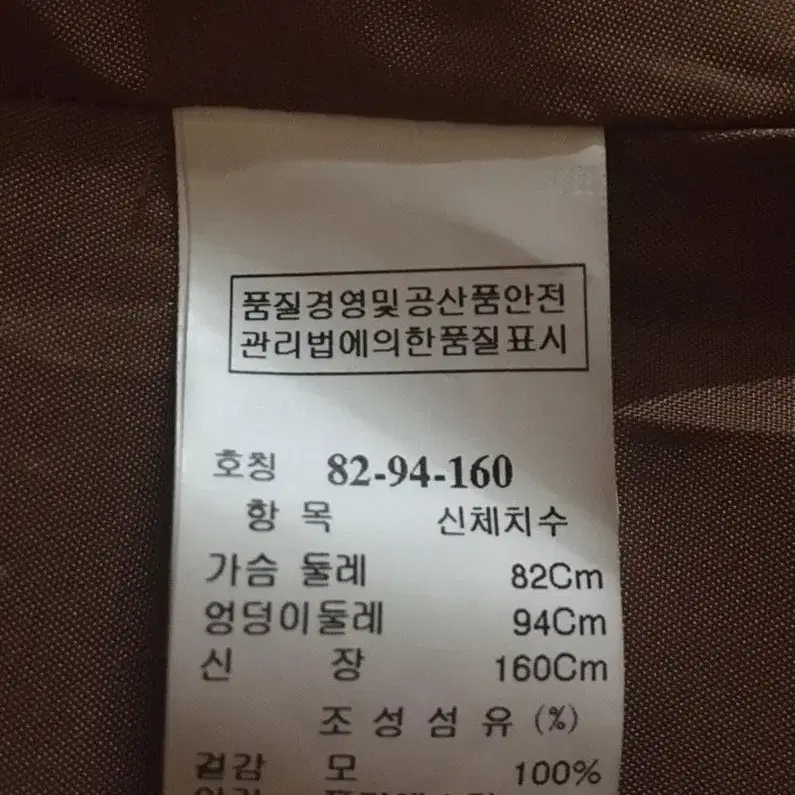 품질경영및공산품안전
관리법에의한품질표시
호칭 82-94-160
항 목 신체치수
가슴 둘레 82Cm
엉덩이둘레 94Cm
신 장 160Cm
조 성 섬 유 (%)
겉감 모 100%